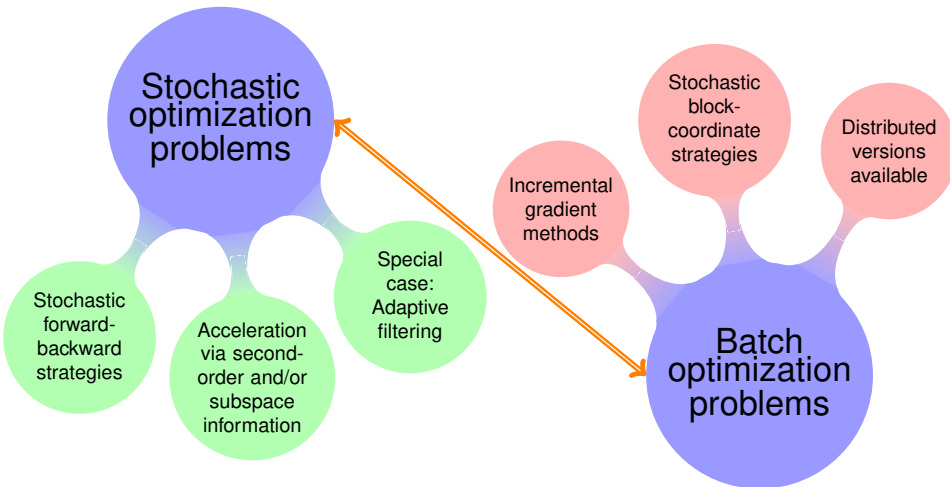 Stochastic
optimization
problems
Stochastic
forward-
backward
strategies
Acceleration
via second-
order and/or
subspace
information
Special
case:
Adaptive
filtering
Incremental
gradient
methods
Stochastic
block-
coordinate
strategies
Distributed
versions
available
Batch
optimization
problems